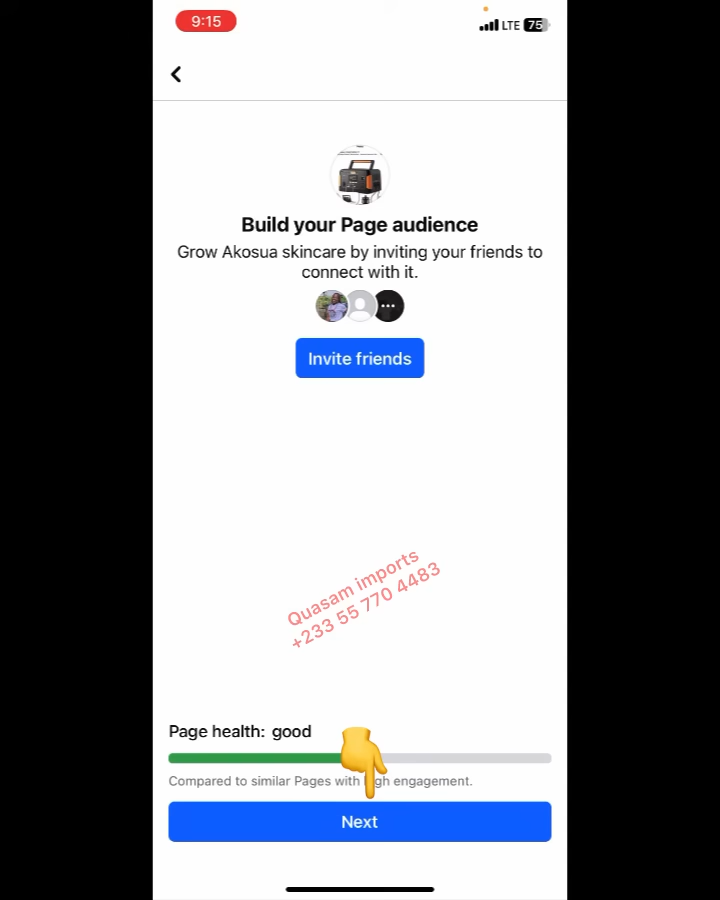 9:15
LTE 75
Build your Page audience
Grow Akosua skincare by inviting your friends to
connect with it.
Invite friends
Quasam imports
+233 55 770 4483
Page health: good
Compared to similar Pages with high engagement.
Next